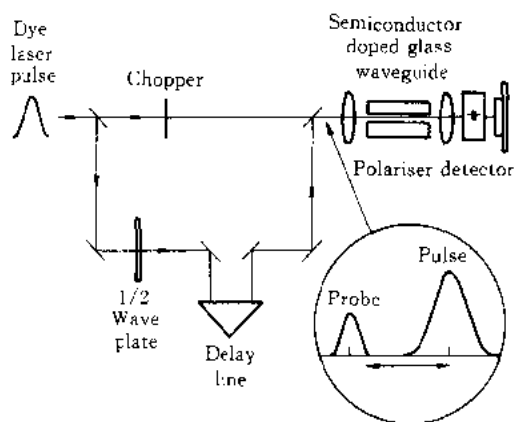 Dye
laser
pulse
Chopper
Semiconductor
doped glass
waveguide
Polariser detector
1/2
Wave
plate
Delay
line
Probe
Pulse